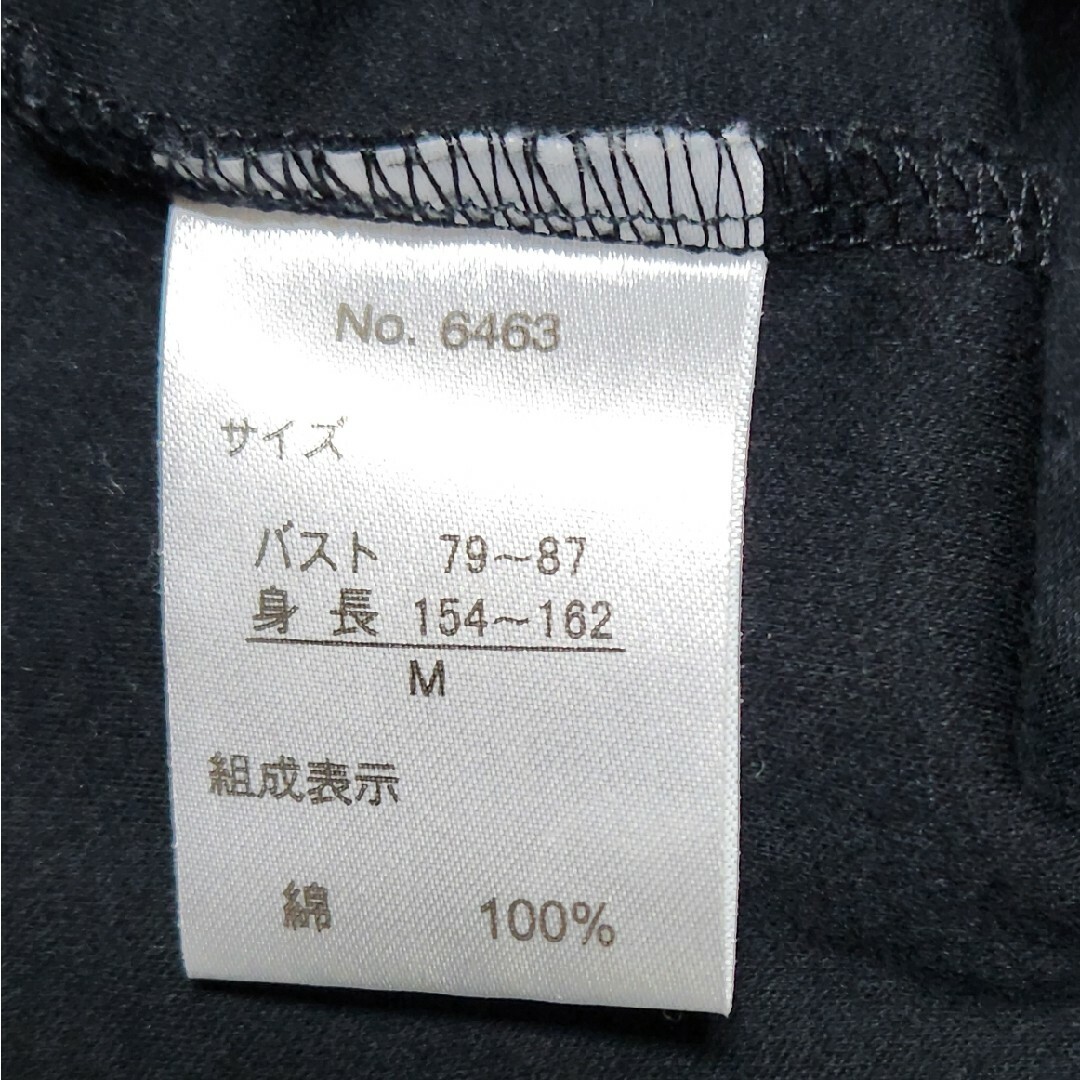 No. 6463
サイズ
バスト 79～87
身長 154～162
M
組成表示
綿 100%